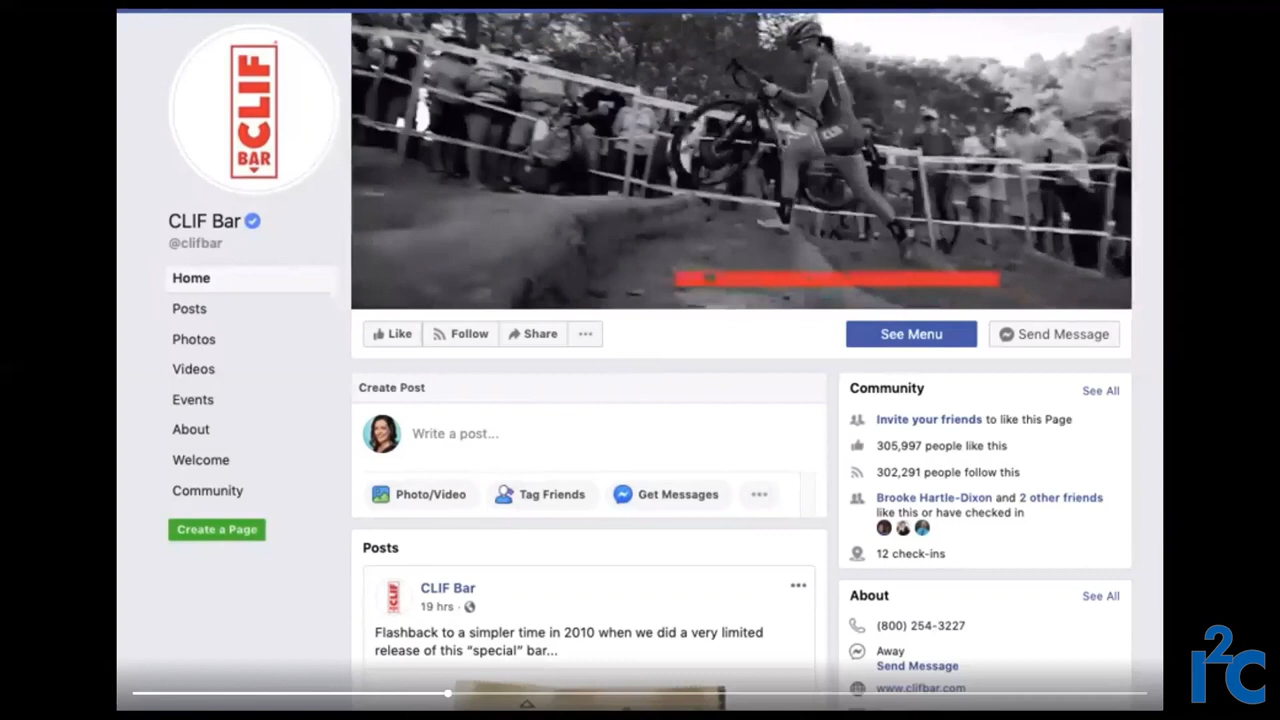 CLIF
BAR
CLIF Bar
@clifbar
Home
Posts
Photos
Videos
Events
About
Welcome
Community
Create a Page
CLIF
Like
Follow
Share
See Menu
Send Message
Create Post
Write a post...
Photo/Video
Tag Friends
Get Messages
Posts
CLIF
CLIF Bar
19 hrs ·
Flashback to a simpler time in 2010 when we did a very limited
release of this “special” bar...
Community
See All
Invite your friends to like this Page
305,997 people like this
302,291 people follow this
Brooke Hartle-Dixon and 2 other friends
like this or have checked in
12 check-ins
About
See All
(800) 254-3227
Away
Send Message
www.clifbar.com
r2c